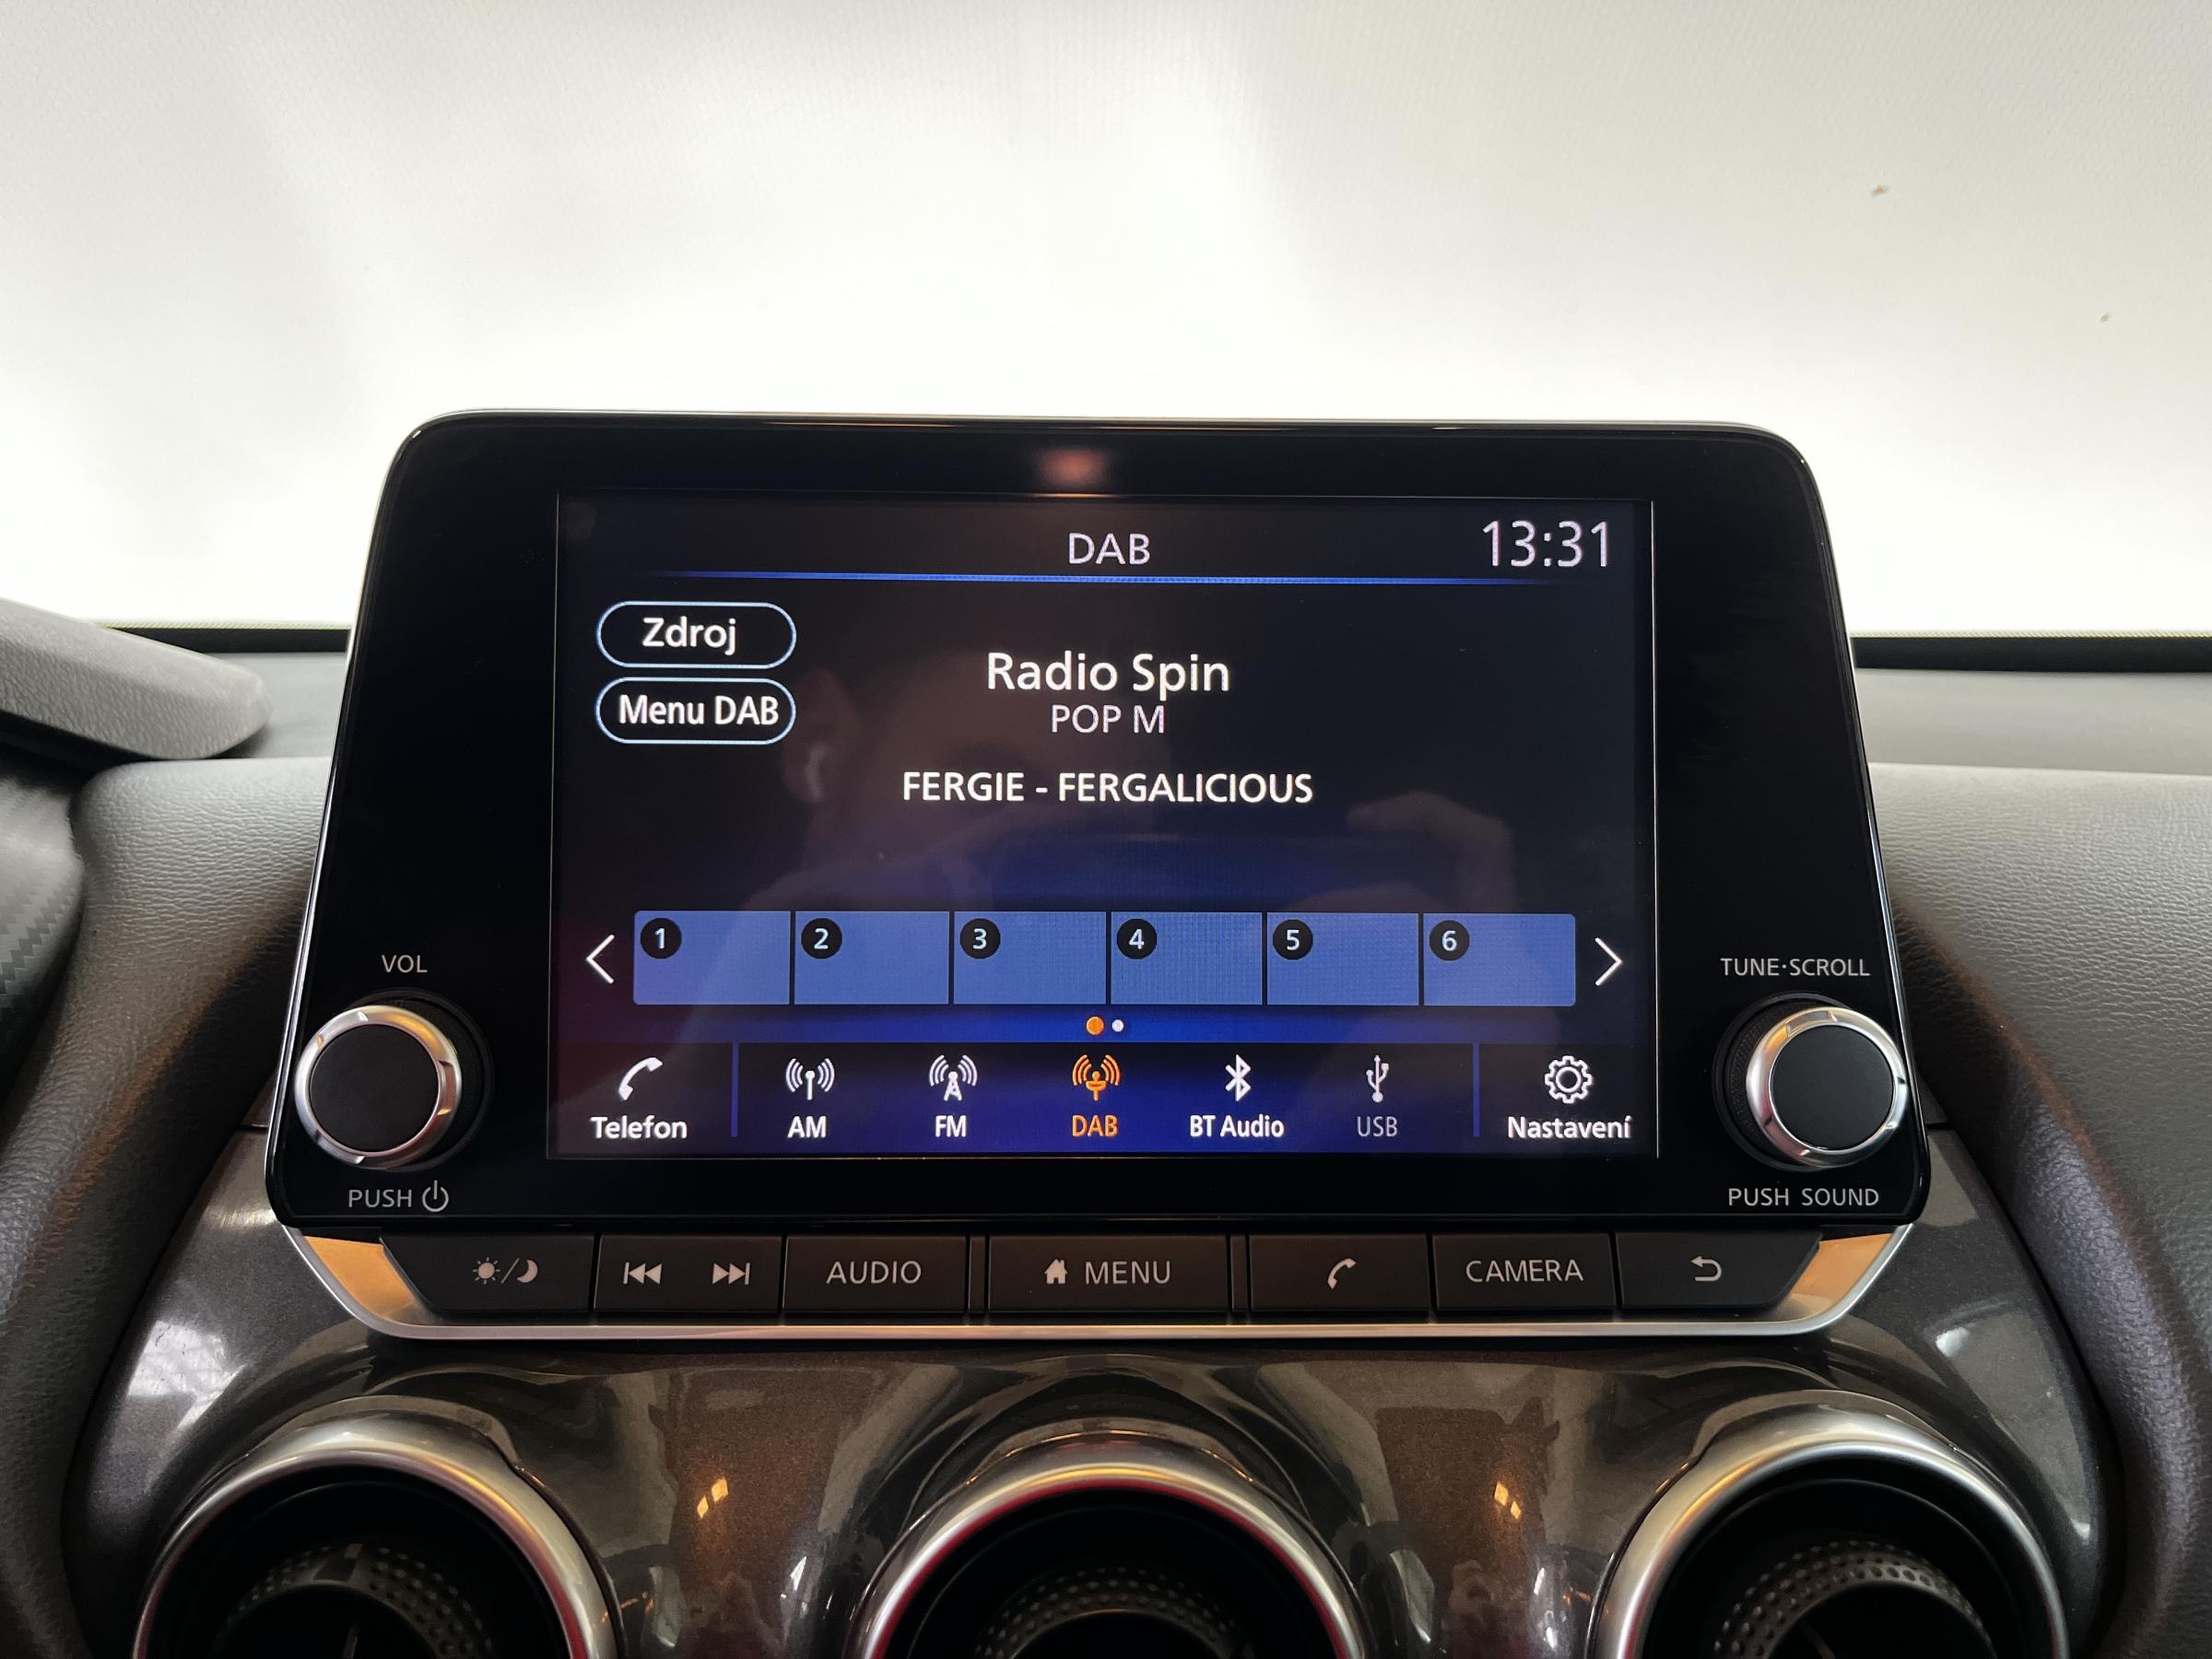 DAB
13:31
Zdroj
Menu DAB
Radio Spin
POP M
FERGIE - FERGALICIOUS
1 2 3 4 5 6
Telefon AM FM DAB BT Audio USB Nastavení
VOL
PUSH
TUNE·SCROLL
PUSH SOUND
AUDIO MENU CAMERA